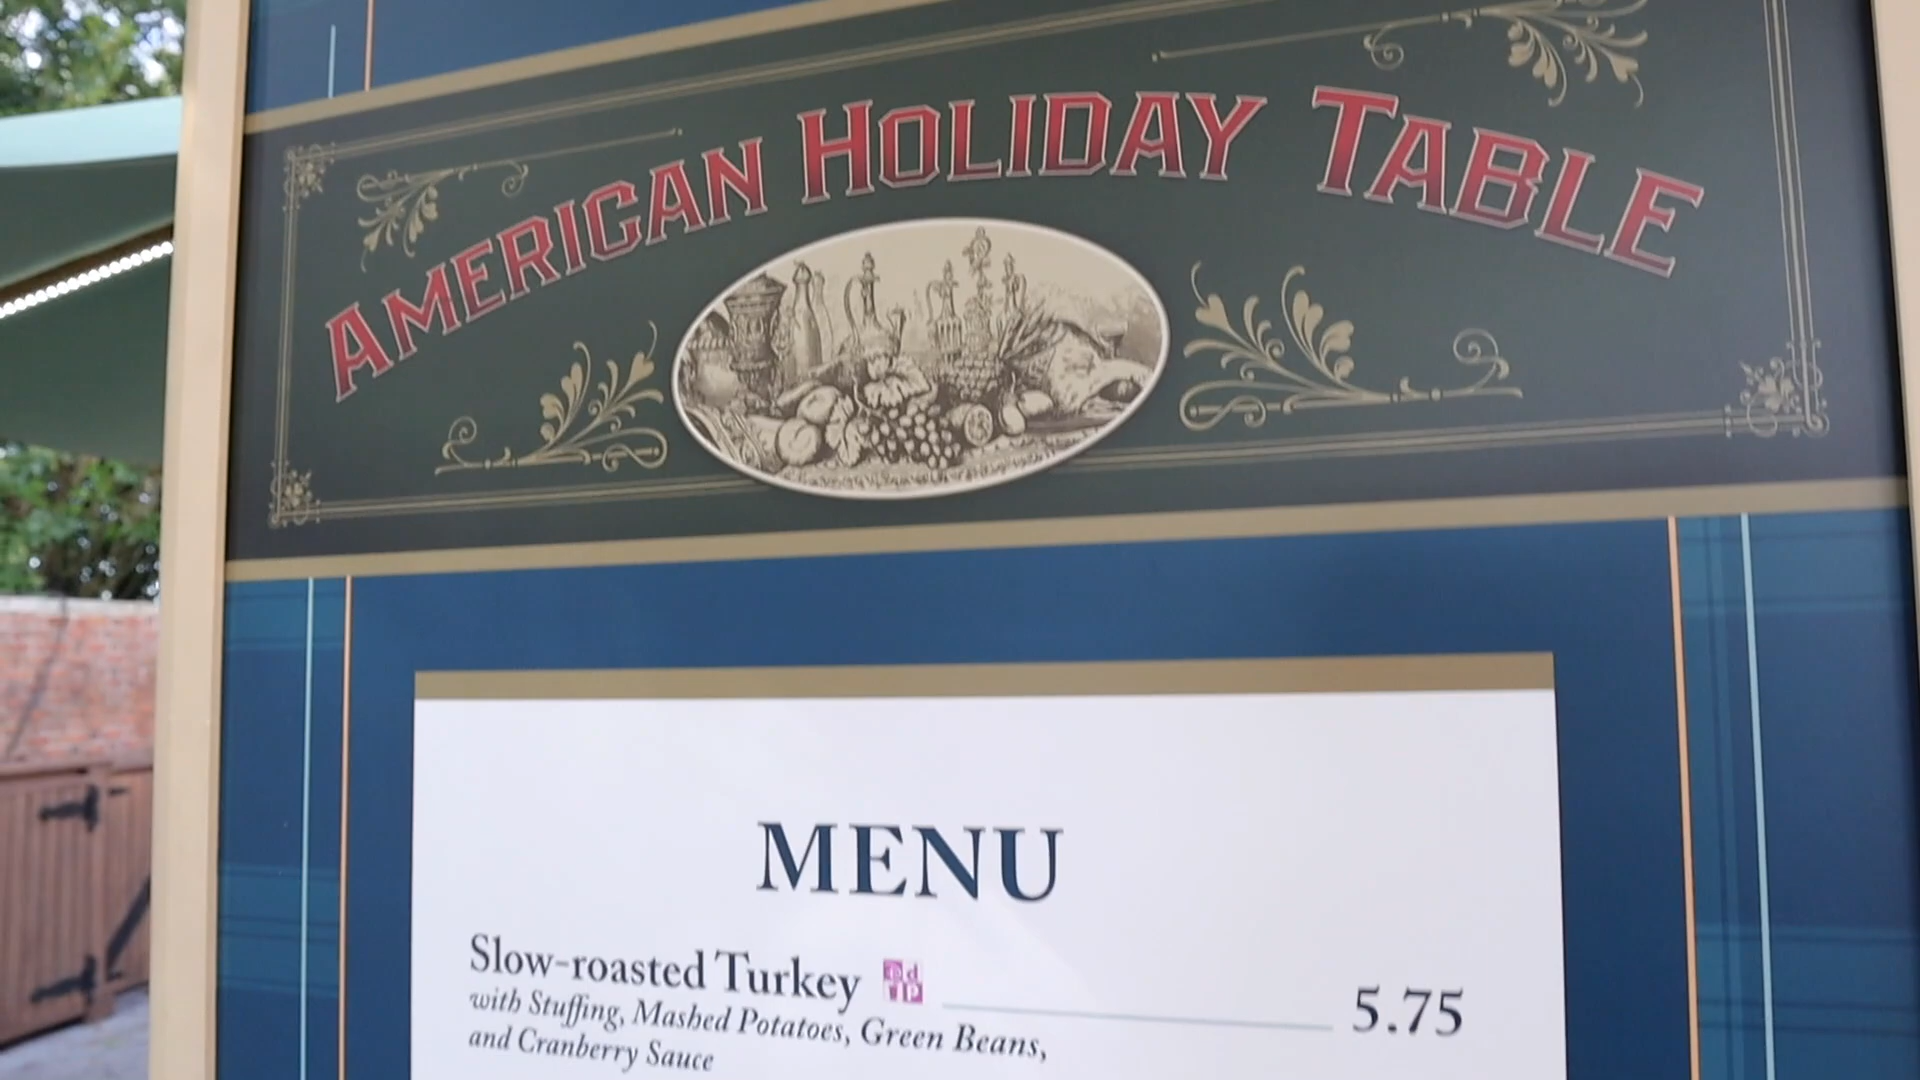 AMERICAN HOLIDAY TABLE
MENU
Slow-roasted Turkey 5.75
with Stuffing, Mashed Potatoes, Green Beans,
and Cranberry Sauce